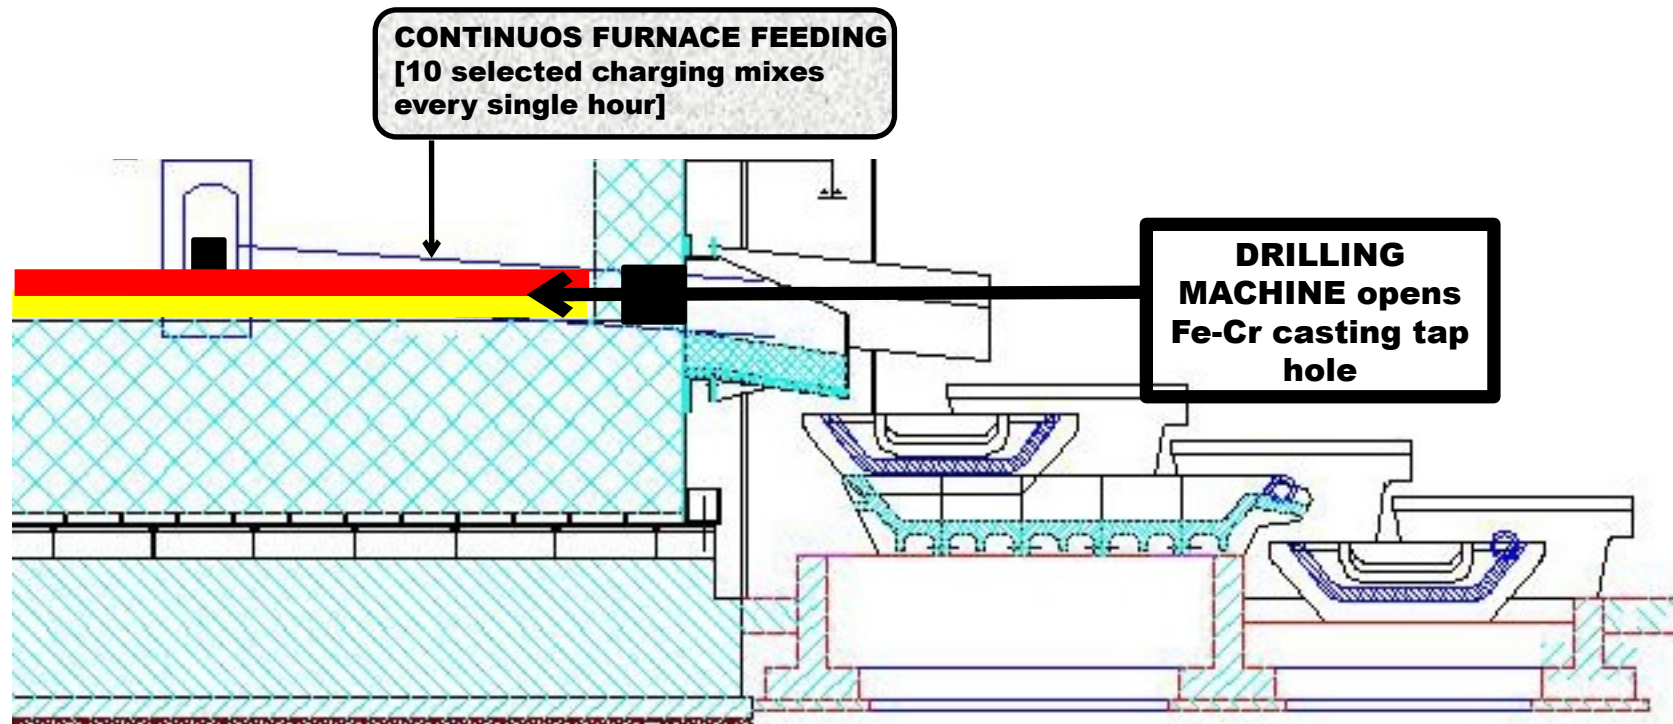 CONTINUOS FURNACE FEEDING
[10 selected charging mixes
every single hour]
DRILLING
MACHINE opens
Fe-Cr casting tap
hole